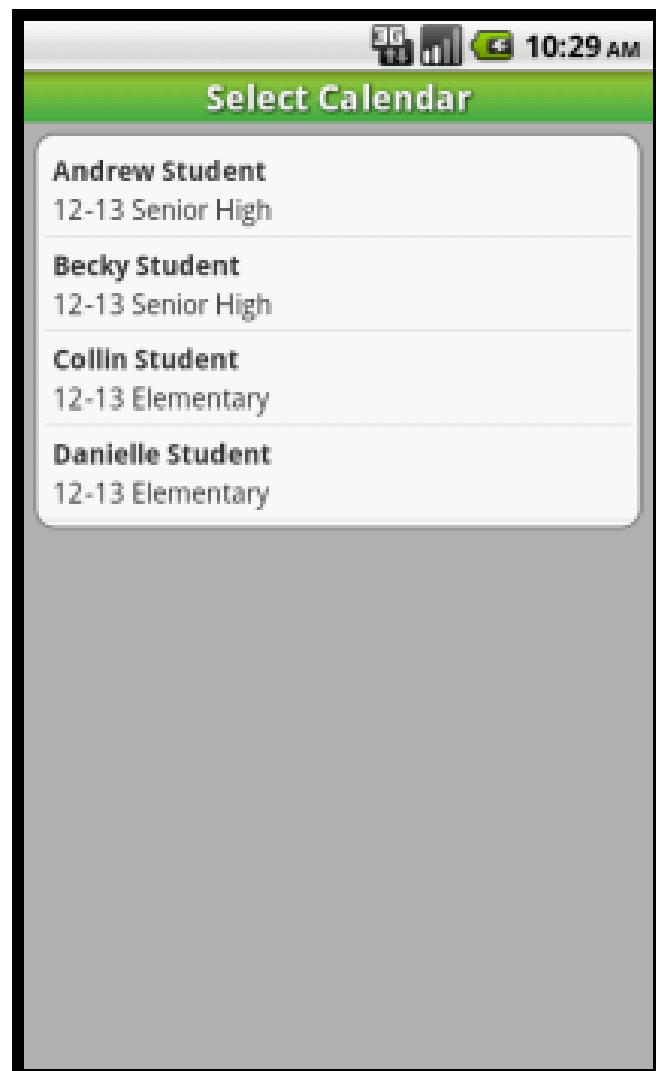 3G 10:29 AM
Select Calendar
Andrew Student
12-13 Senior High
Becky Student
12-13 Senior High
Collin Student
12-13 Elementary
Danielle Student
12-13 Elementary